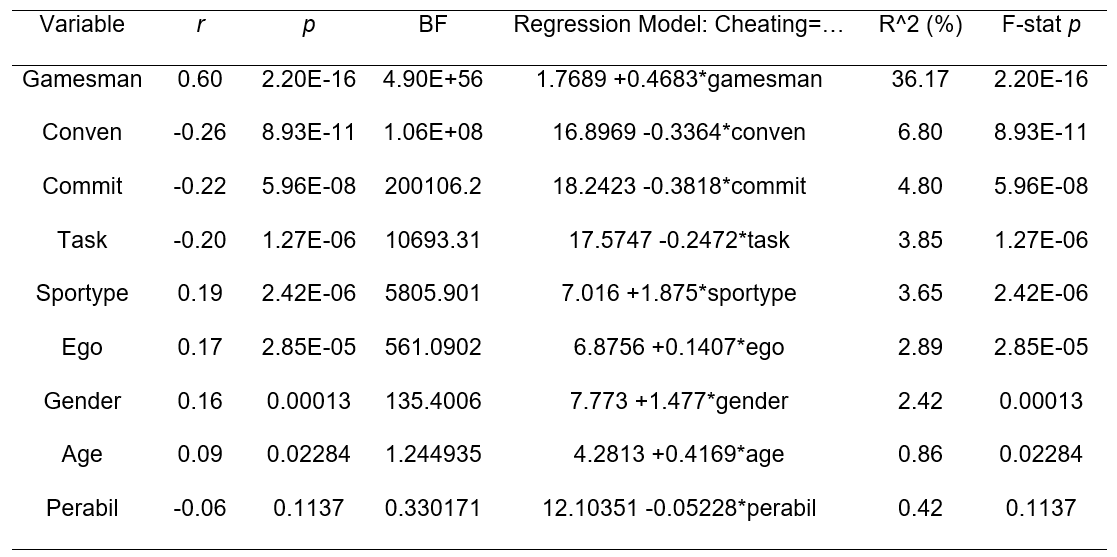 Variable r p BF Regression Model: Cheating=… R^2 (%) F-stat p
Gamesman 0.60 2.20E-16 4.90E+56 1.7689 +0.4683*gamesman 36.17 2.20E-16
Conven -0.26 8.93E-11 1.06E+08 16.8969 -0.3364*conven 6.80 8.93E-11
Commit -0.22 5.96E-08 200106.2 18.2423 -0.3818*commit 4.80 5.96E-08
Task -0.20 1.27E-06 10693.31 17.5747 -0.2472*task 3.85 1.27E-06
Sportype 0.19 2.42E-06 5805.901 7.016 +1.875*sportype 3.65 2.42E-06
Ego 0.17 2.85E-05 561.0902 6.8756 +0.1407*ego 2.89 2.85E-05
Gender 0.16 0.00013 135.4006 7.773 +1.477*gender 2.42 0.00013
Age 0.09 0.02284 1.244935 4.2813 +0.4169*age 0.86 0.02284
Perabil -0.06 0.1137 0.330171 12.10351 -0.05228*perabil 0.42 0.1137